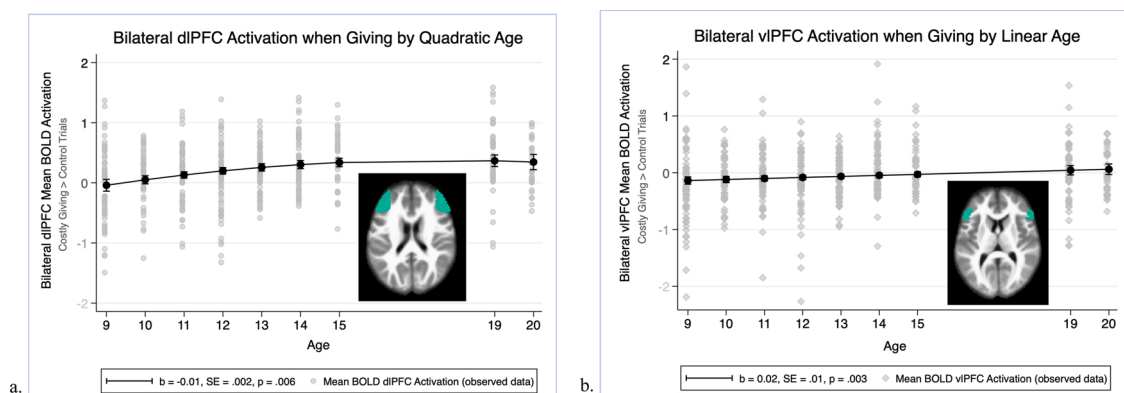 Bilateral dlPFC Activation when Giving by Quadratic Age
Bilateral dlPFC Mean BOLD Activation
Costly Giving > Control Trials
2
1
0
-1
-2
9 10 11 12 13 14 15 19 20
Age
b = -0.01, SE = .002, p = .006 Mean BOLD dlPFC Activation (observed data)
a.
Bilateral vlPFC Activation when Giving by Linear Age
Bilateral vlPFC Mean BOLD Activation
Costly Giving > Control Trials
2
1
0
-1
-2
9 10 11 12 13 14 15 19 20
Age
b = 0.02, SE = .01, p = .003 Mean BOLD vlPFC Activation (observed data)
b.